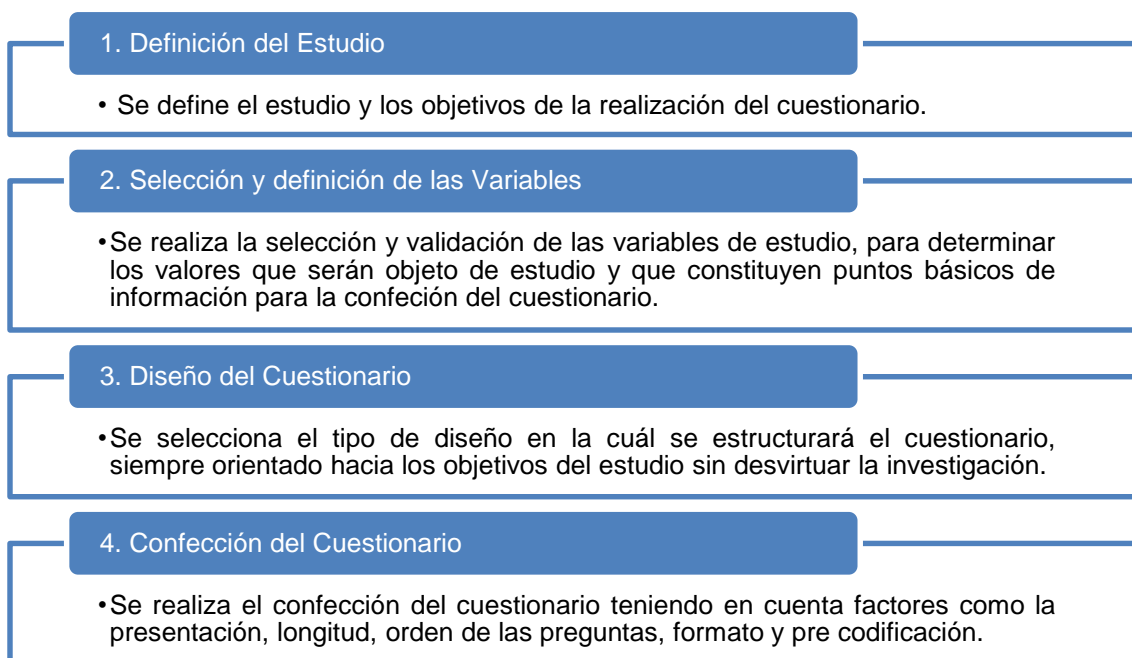 1. Definición del Estudio
• Se define el estudio y los objetivos de la realización del cuestionario.
2. Selección y definición de las Variables
•Se realiza la selección y validación de las variables de estudio, para determinar
los valores que serán objeto de estudio y que constituyen puntos básicos de
información para la confeción del cuestionario.
3. Diseño del Cuestionario
•Se selecciona el tipo de diseño en la cuál se estructurará el cuestionario,
siempre orientado hacia los objetivos del estudio sin desvirtuar la investigación.
4. Confección del Cuestionario
•Se realiza el confección del cuestionario teniendo en cuenta factores como la
presentación, longitud, orden de las preguntas, formato y pre codificación.